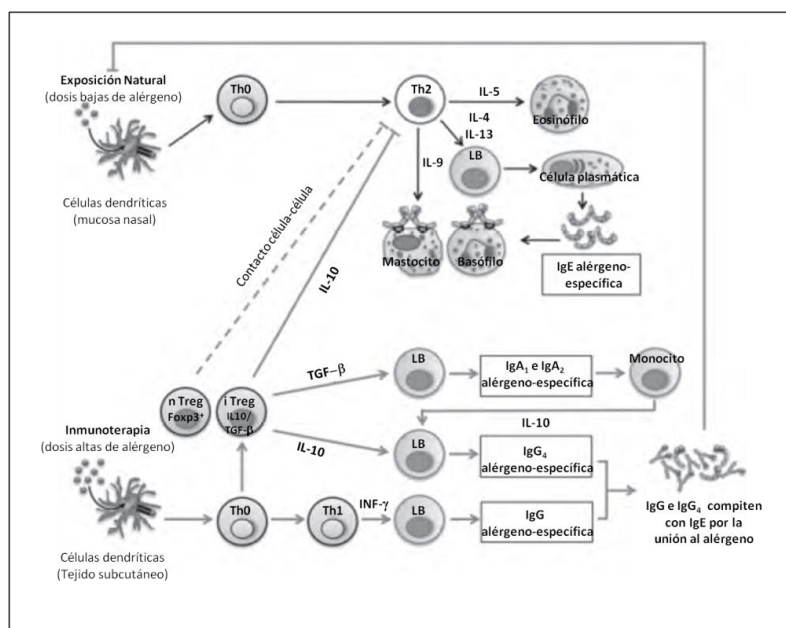 Exposición Natural
(dosis bajas de alérgeno)
Th0
Th2
IL-5
Eosinófilo
IL-4
IL-13
IL-9
LB
Célula plasmática
Células dendríticas
(mucosa nasal)
Mastocito
Basófilo
IgE alérgeno-
específica
Contacto célula-célula
IL-10
TGF-β
LB
IgA1 e IgA2
alérgeno-específica
Monocito
n Treg
Foxp3+
i Treg
IL10/
TGF-β
IL-10
IL-10
LB
IgG4
alérgeno-específica
Inmunoterapia
(dosis altas de alérgeno)
Th0
Th1
INF-γ
LB
IgG
alérgeno-específica
IgG e IgG4 compiten
con IgE por la
unión al alérgeno
Células dendríticas
(Tejido subcutáneo)